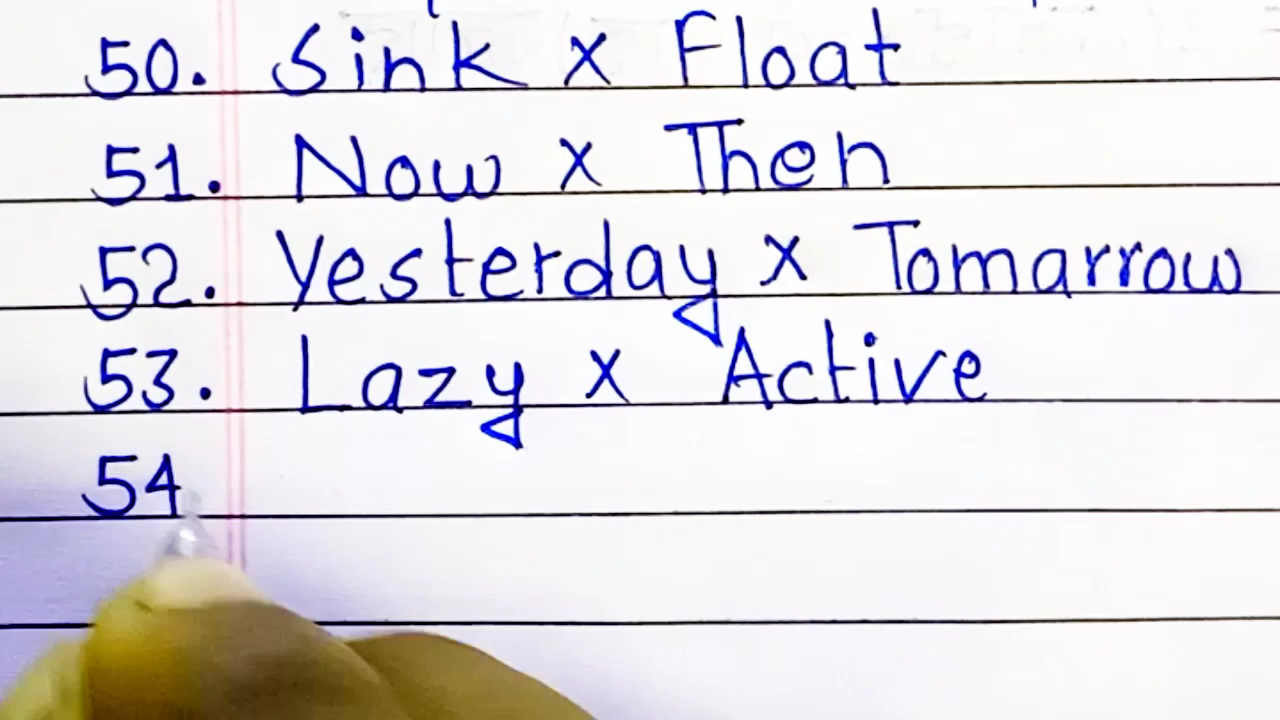 50. Sink x Float
51. Now x Then
52. Yesterday x Tomarrow
53. Lazy x Active
54